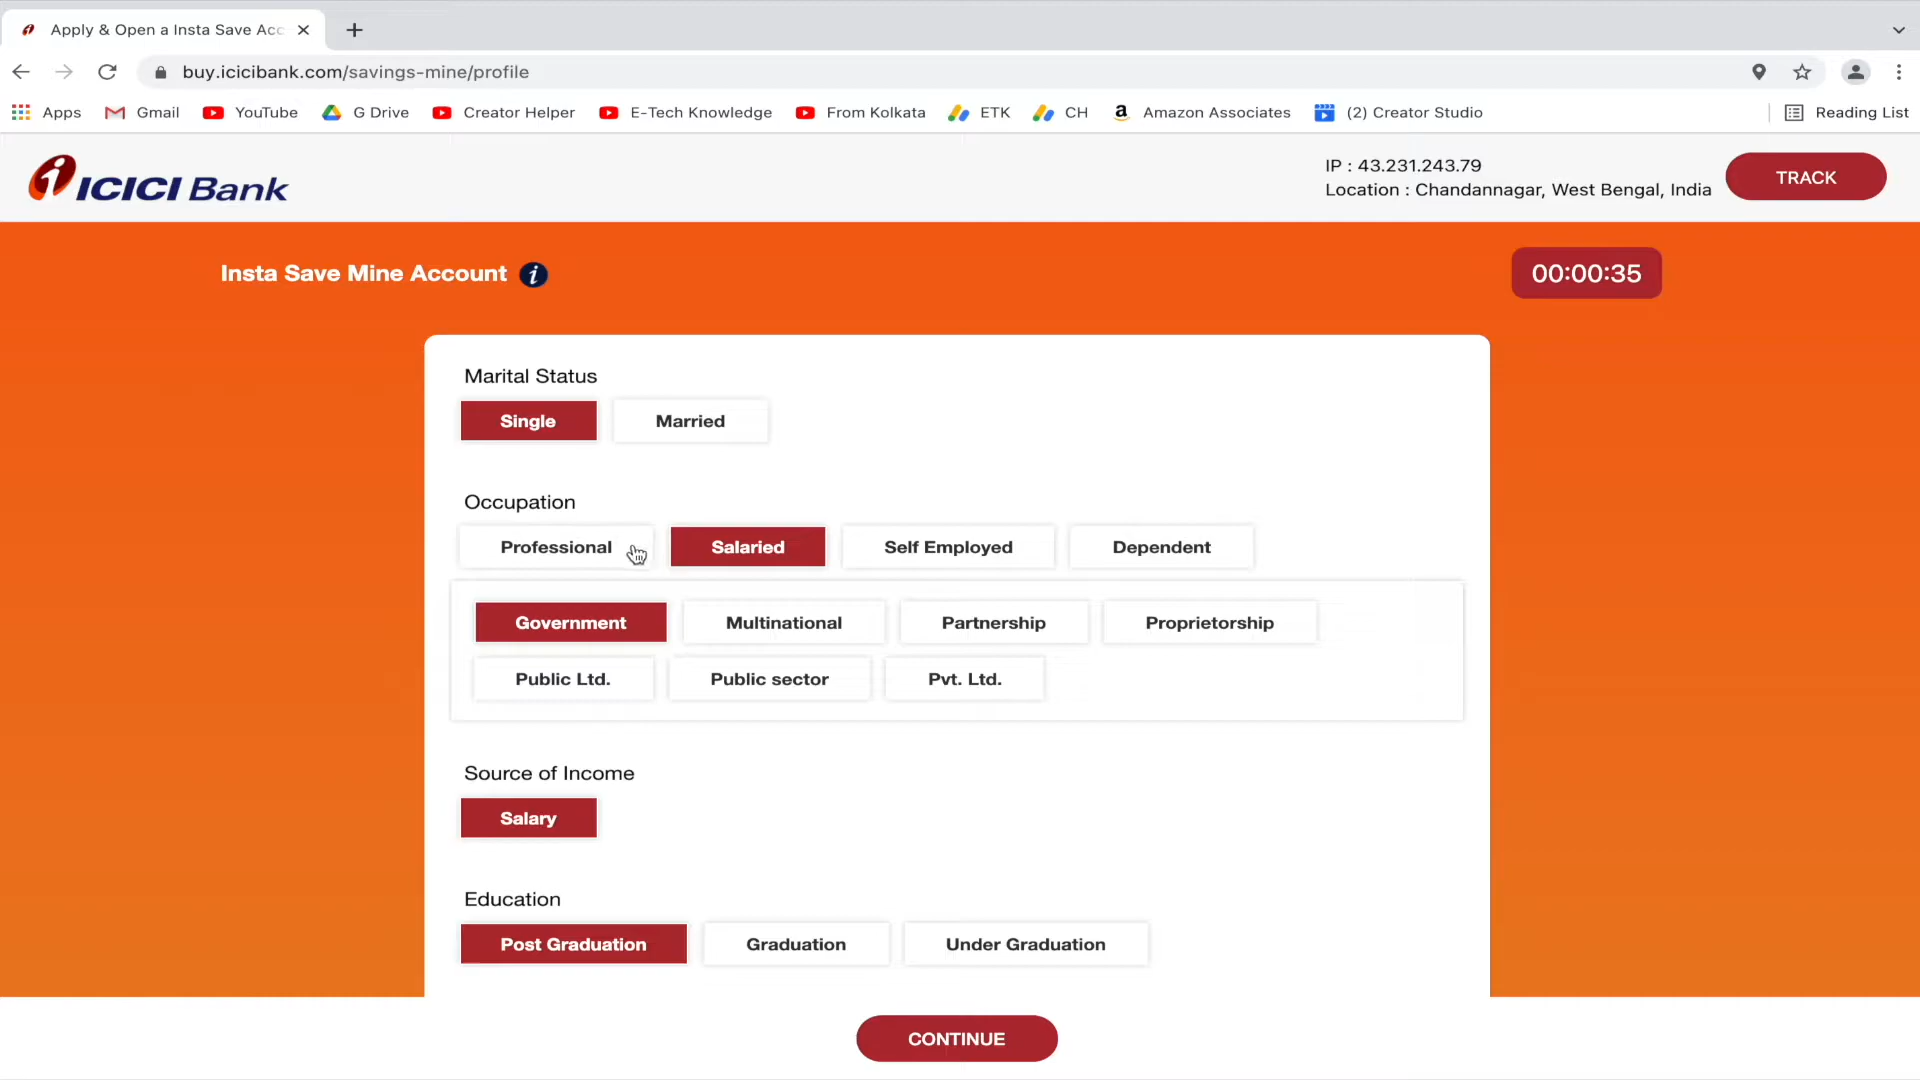 Apply & Open a Insta Save Acc
buy.icicibank.com/savings-mine/profile
Apps Gmail YouTube G Drive Creator Helper E-Tech Knowledge From Kolkata ETK CH Amazon Associates (2) Creator Studio Reading List
ICICI Bank
IP : 43.231.243.79
Location : Chandannagar, West Bengal, India
TRACK
Insta Save Mine Account
00:00:35
Marital Status
Single Married
Occupation
Professional Salaried Self Employed Dependent
Government Multinational Partnership Proprietorship
Public Ltd. Public sector Pvt. Ltd.
Source of Income
Salary
Education
Post Graduation Graduation Under Graduation
CONTINUE